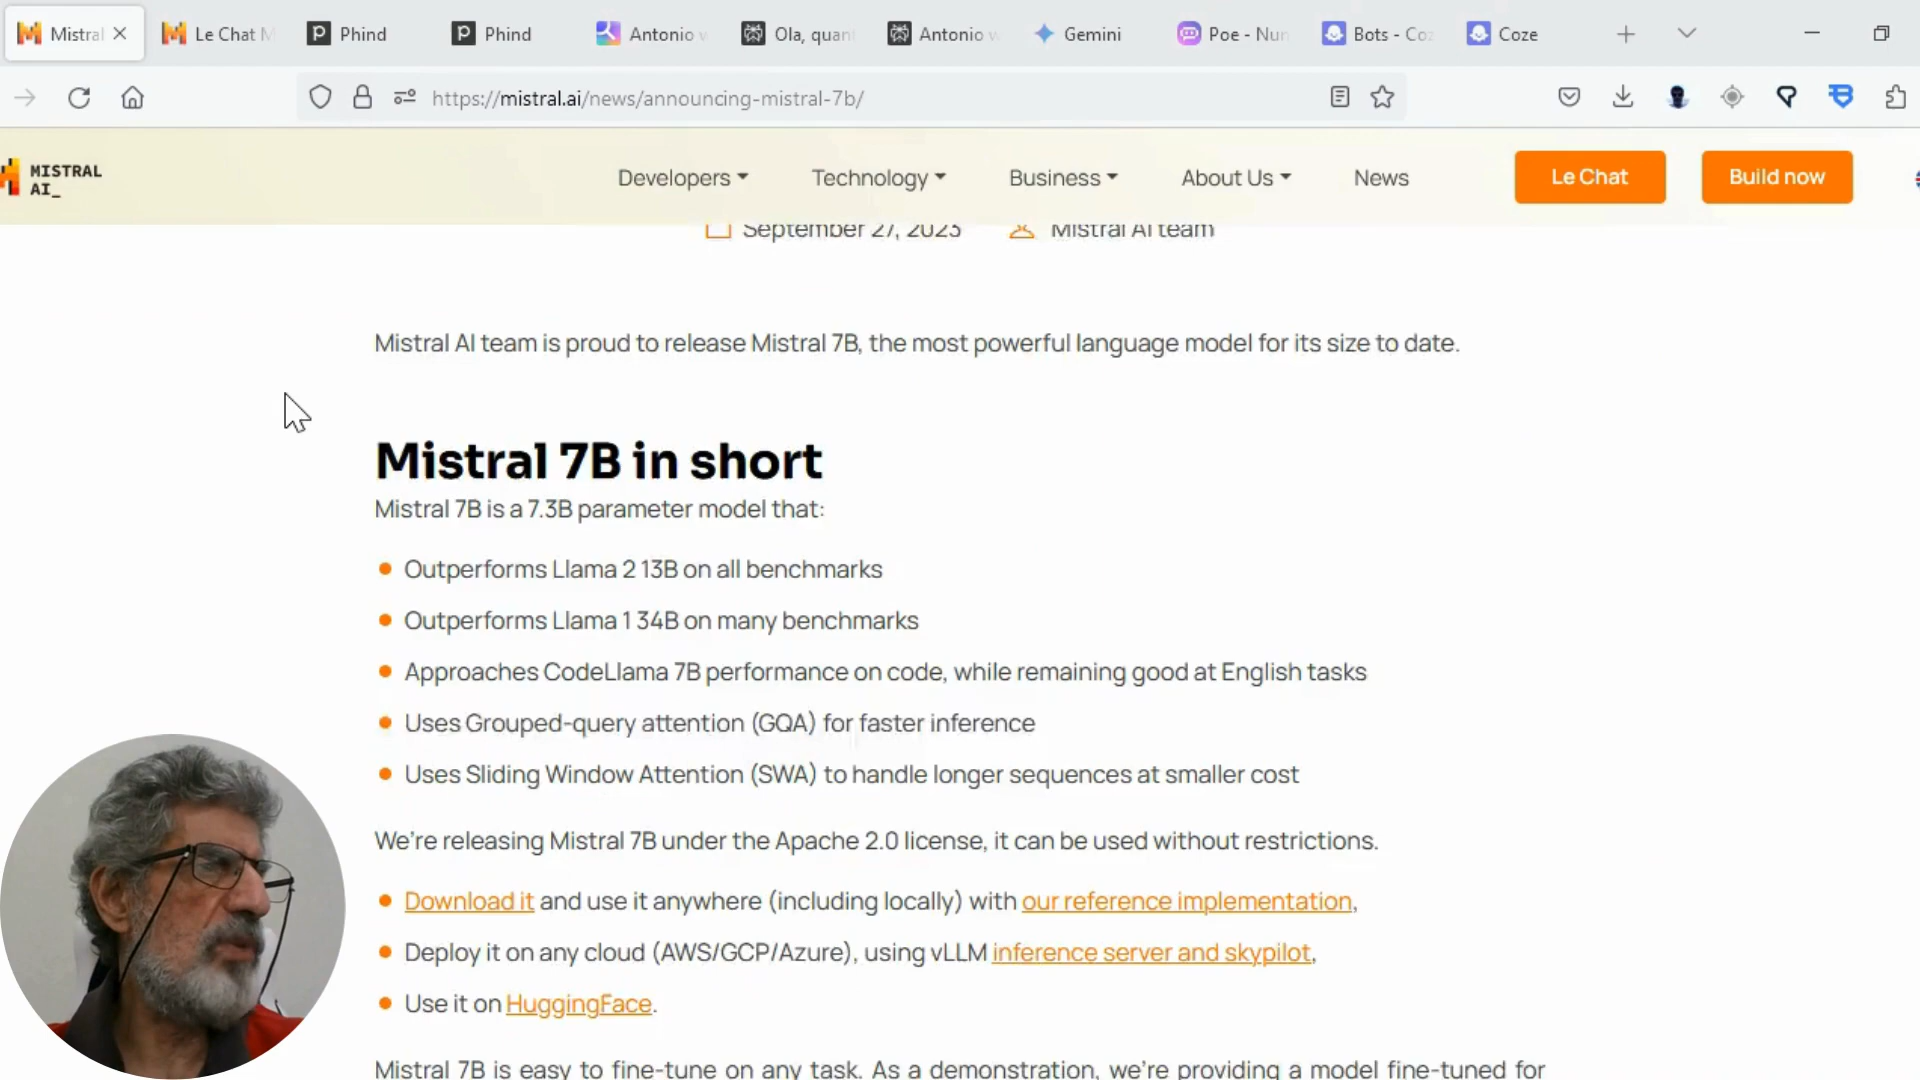 Mistral
Le Chat M
Phind
Phind
Antonio w
Ola, quan
Antonio w
Gemini
Poe - Nun
Bots - Coz
Coze
https://mistral.ai/news/announcing-mistral-7b/
MISTRAL
AI_
Developers
Technology
Business
About Us
News
Le Chat
Build now
September 27, 2023
Mistral AI team
Mistral AI team is proud to release Mistral 7B, the most powerful language model for its size to date.
Mistral 7B in short
Mistral 7B is a 7.3B parameter model that:
Outperforms Llama 2 13B on all benchmarks
Outperforms Llama 1 34B on many benchmarks
Approaches CodeLlama 7B performance on code, while remaining good at English tasks
Uses Grouped-query attention (GQA) for faster inference
Uses Sliding Window Attention (SWA) to handle longer sequences at smaller cost
We're releasing Mistral 7B under the Apache 2.0 license, it can be used without restrictions.
Download it and use it anywhere (including locally) with our reference implementation,
Deploy it on any cloud (AWS/GCP/Azure), using vLLM inference server and skypilot,
Use it on HuggingFace.
Mistral 7B is easy to fine-tune on any task. As a demonstration, we're providing a model fine-tuned for